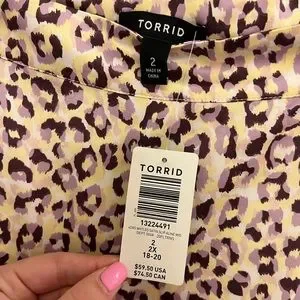 TORRID
2
MADE IN
CHINA
TORRID
13224491
2
2X
18-20
$59.50 USA
$74.50 CAN